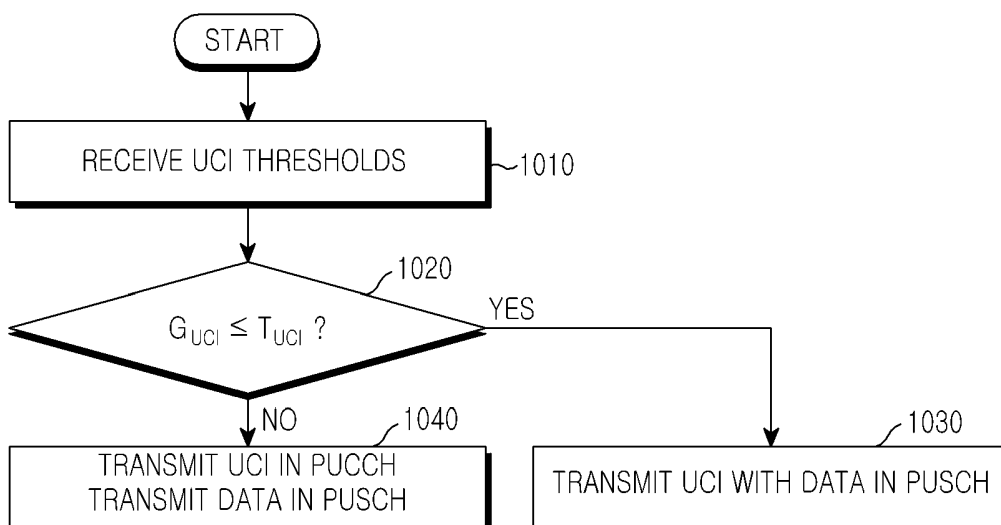 START
RECEIVE UCI THRESHOLDS
1010
1020
G_UCI ≤ T_UCI ?
YES
NO
1040
1030
TRANSMIT UCI IN PUCCH
TRANSMIT DATA IN PUSCH
TRANSMIT UCI WITH DATA IN PUSCH